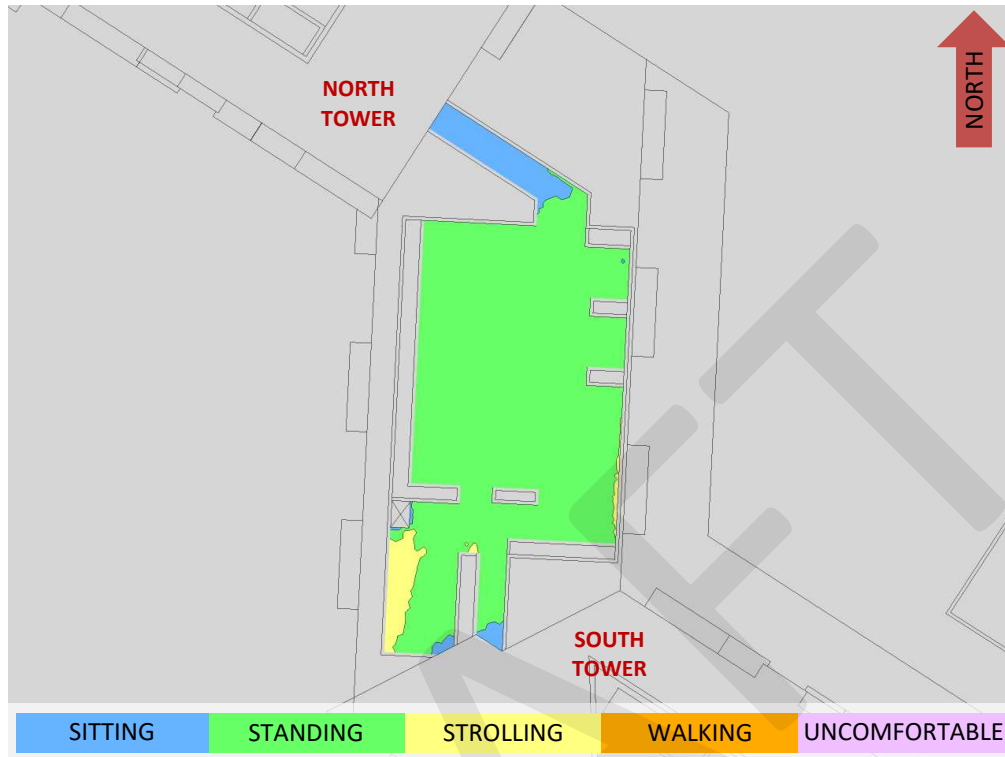 NORTH
TOWER
NORTH
SOUTH
TOWER
SITTING
STANDING
STROLLING
WALKING
UNCOMFORTABLE